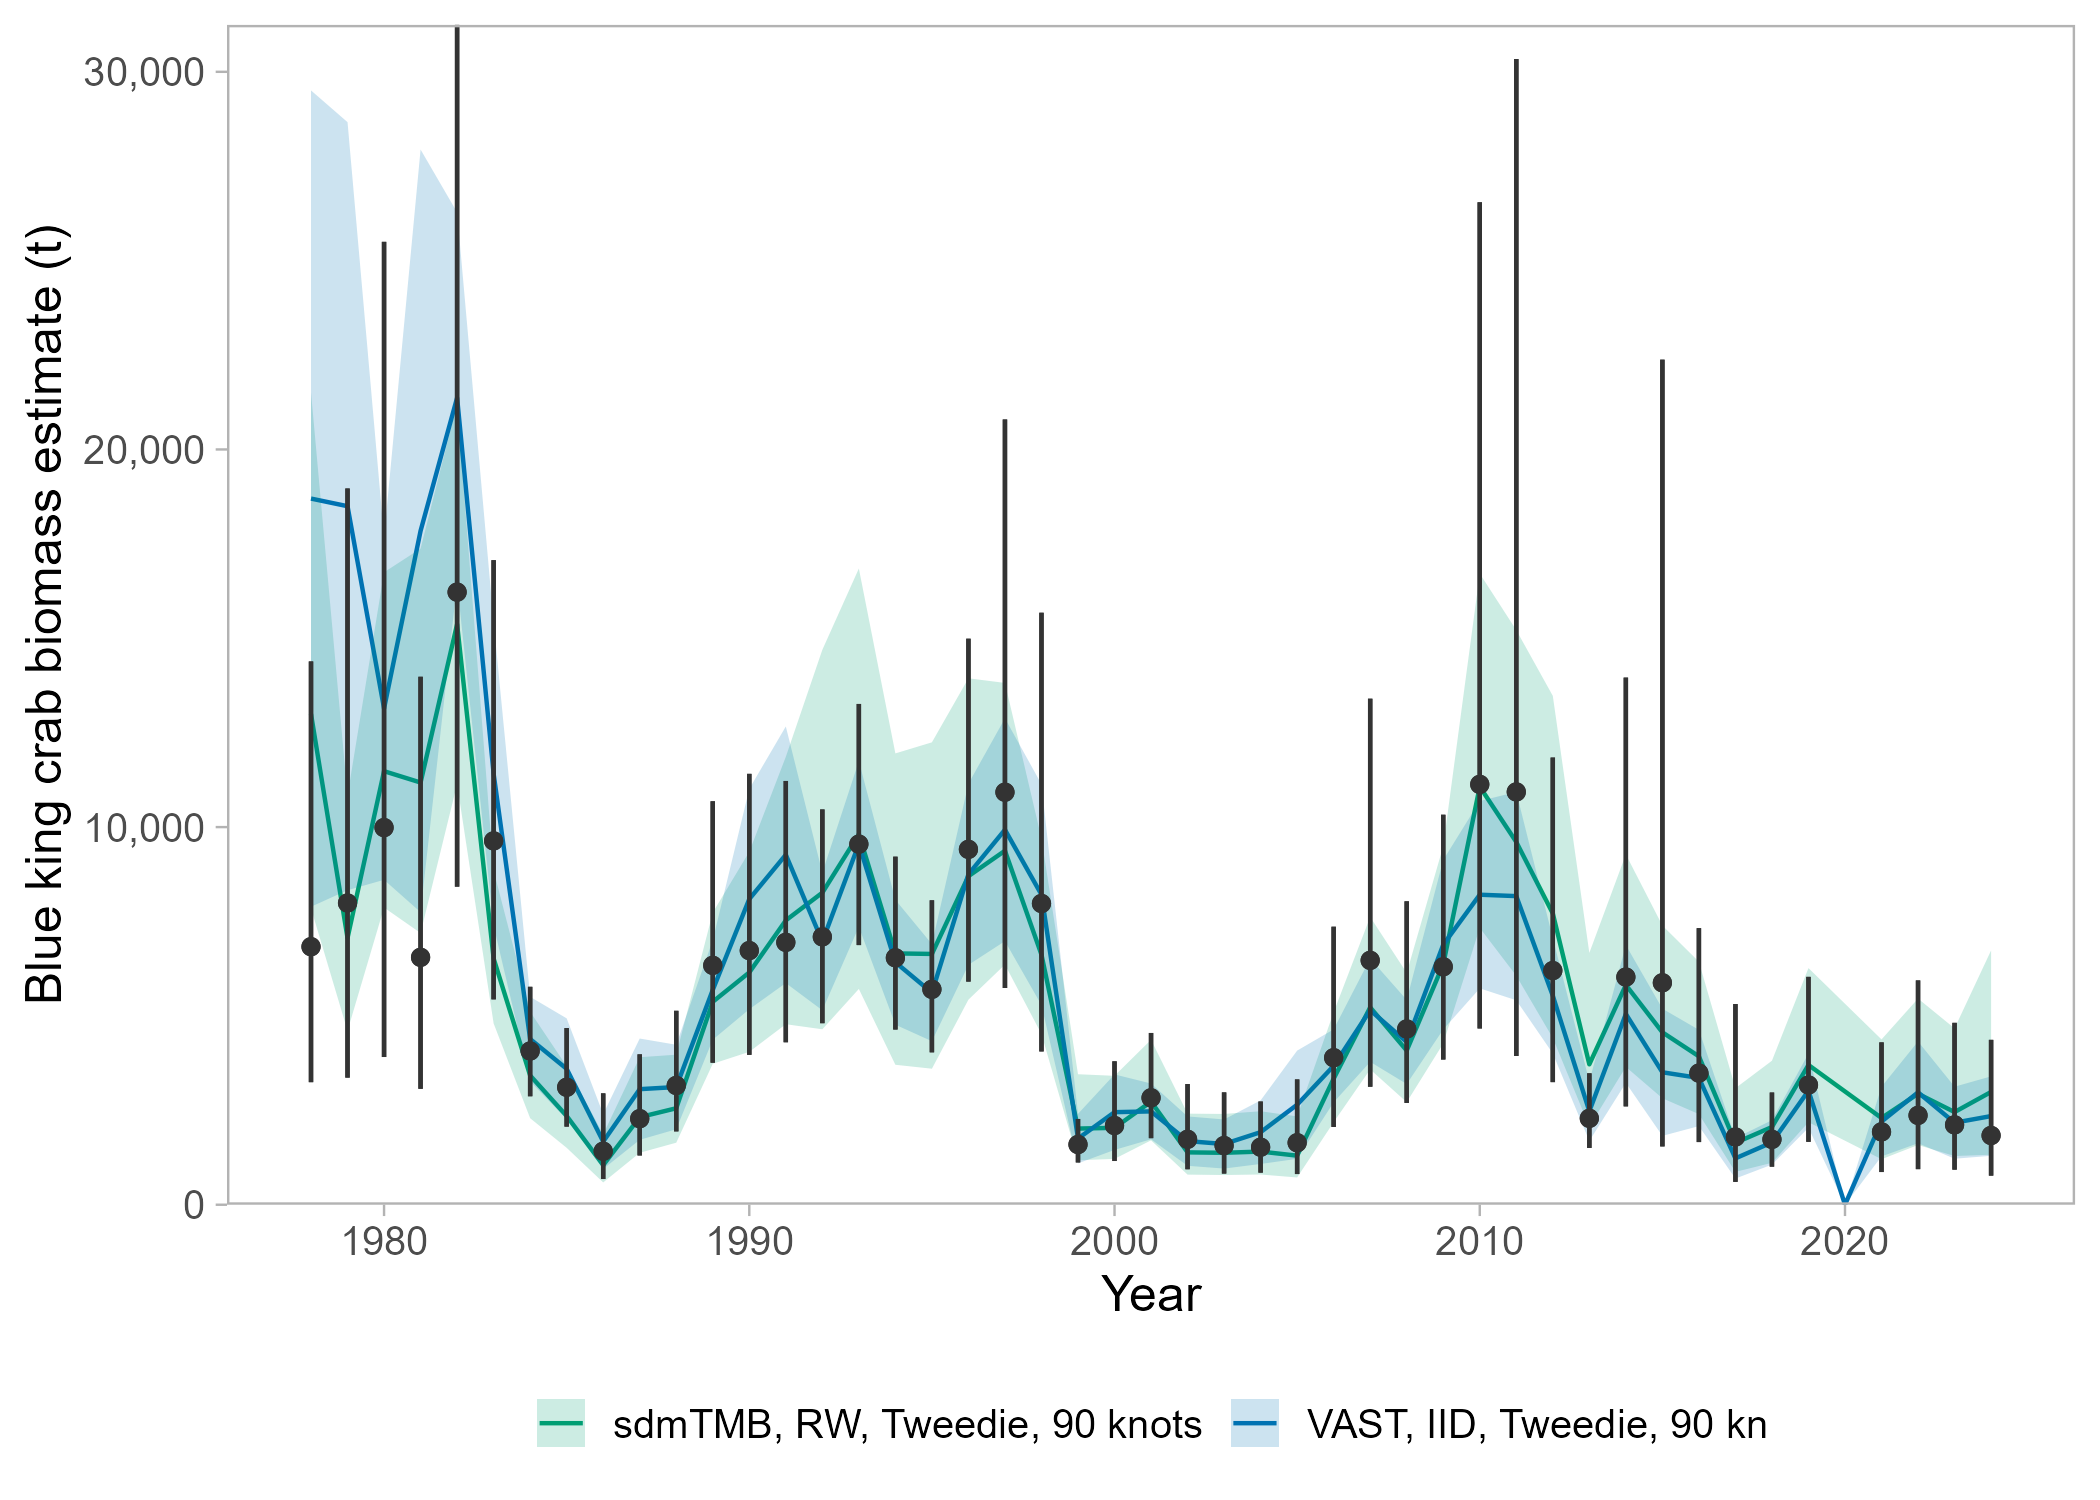 Blue king crab biomass estimate (t)
30,000
20,000
10,000
0
1980 1990 2000 2010 2020
Year
sdmTMB, RW, Tweedie, 90 knots VAST, IID, Tweedie, 90 kn